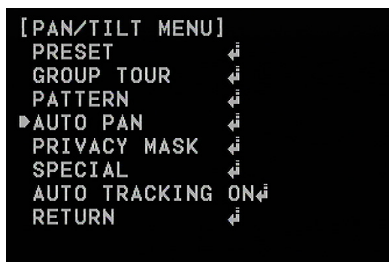 [PAN/TILT MENU]
PRESET ↲
GROUP TOUR ↲
PATTERN ↲
AUTO PAN ↲
PRIVACY MASK ↲
SPECIAL ↲
AUTO TRACKING ON↲
RETURN ↲